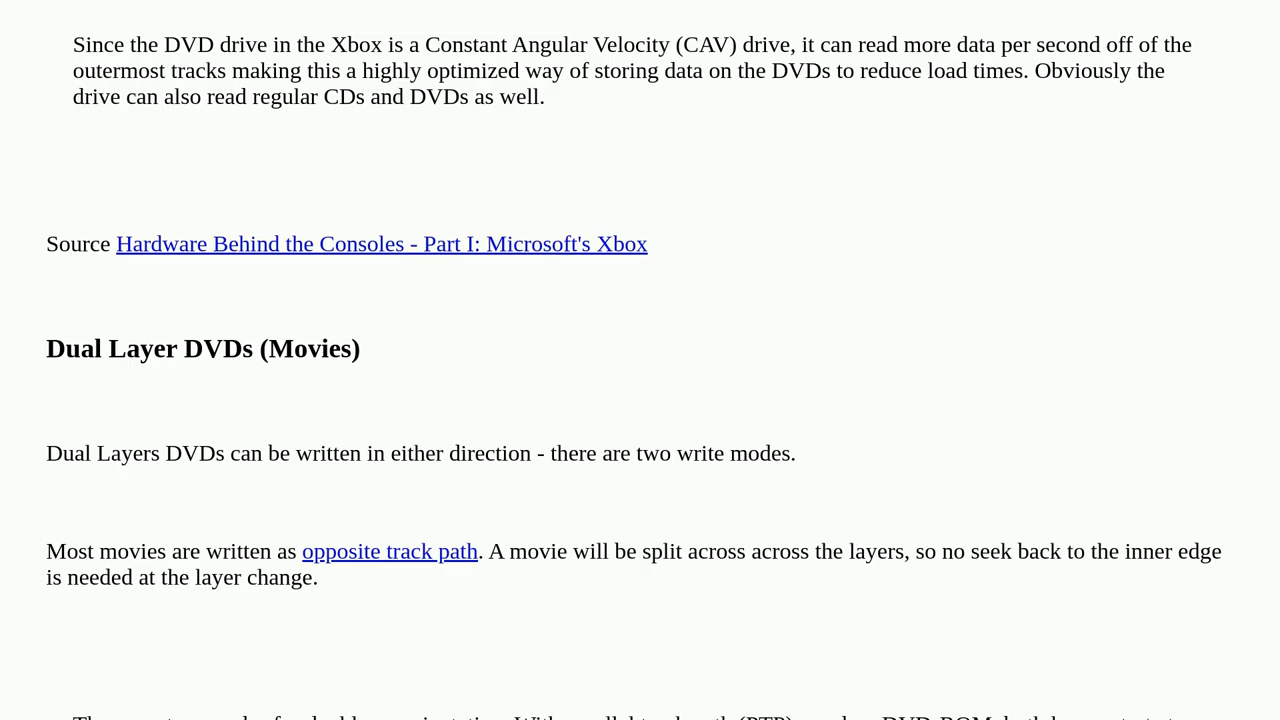 Since the DVD drive in the Xbox is a Constant Angular Velocity (CAV) drive, it can read more data per second off of the
outermost tracks making this a highly optimized way of storing data on the DVDs to reduce load times. Obviously the
drive can also read regular CDs and DVDs as well.
Source Hardware Behind the Consoles - Part I: Microsoft's Xbox
Dual Layer DVDs (Movies)
Dual Layers DVDs can be written in either direction - there are two write modes.
Most movies are written as opposite track path. A movie will be split across across the layers, so no seek back to the inner edge
is needed at the layer change.